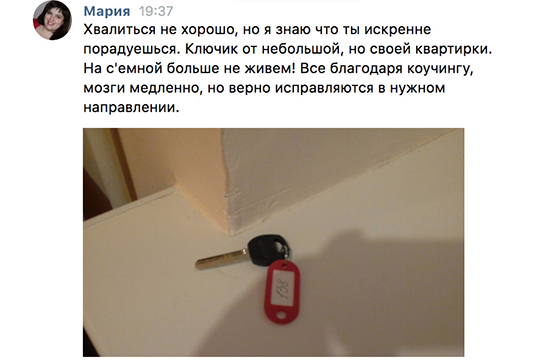 Мария 19:37
Хвалиться не хорошо, но я знаю что ты искренне
порадуешься. Ключик от небольшой, но своей квартирки.
На с'емной больше не живем! Все благодаря коучингу,
мозги медленно, но верно исправляются в нужном
направлении.
138